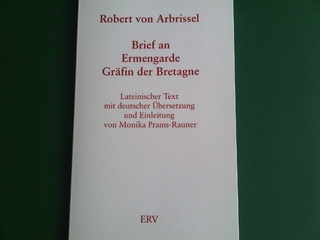 Robert von Arbrissel
Brief an
Ermengarde
Gräfin der Bretagne
Lateinischer Text
mit deutscher Übersetzung
und Einleitung
von Monika Prams-Rauner
ERV